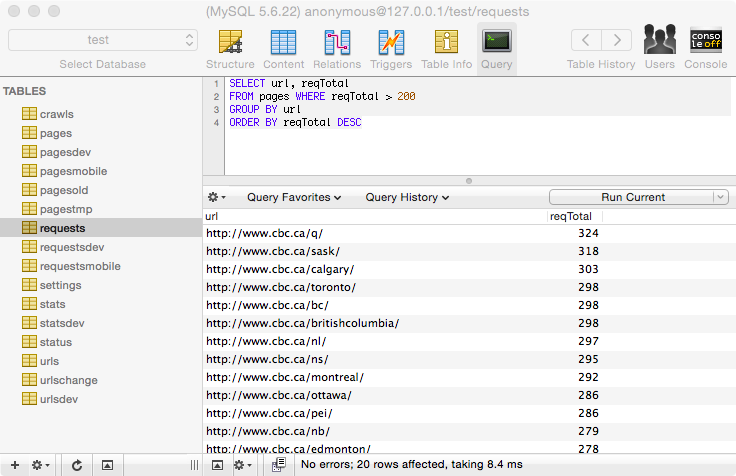 (MySQL 5.6.22) anonymous@127.0.0.1/test/requests
test
Select Database
Structure
Content
Relations
Triggers
Table Info
Query
Table History
Users
conso
le off
Console
TABLES
crawls
pages
pagesdev
pagesmobile
pagesold
pagestmp
requests
requestsdev
requestsmobile
settings
stats
statsdev
status
urls
urlschange
urlsdev
1 SELECT url, reqTotal
2 FROM pages WHERE reqTotal > 200
3 GROUP BY url
4 ORDER BY reqTotal DESC
Query Favorites
Query History
Run Current
url reqTotal
http://www.cbc.ca/q/ 324
http://www.cbc.ca/sask/ 318
http://www.cbc.ca/calgary/ 303
http://www.cbc.ca/toronto/ 298
http://www.cbc.ca/bc/ 298
http://www.cbc.ca/britishcolumbia/ 298
http://www.cbc.ca/nl/ 297
http://www.cbc.ca/ns/ 295
http://www.cbc.ca/montreal/ 292
http://www.cbc.ca/ottawa/ 286
http://www.cbc.ca/pei/ 286
http://www.cbc.ca/nb/ 279
http://www.cbc.ca/edmonton/ 278
No errors; 20 rows affected, taking 8.4 ms